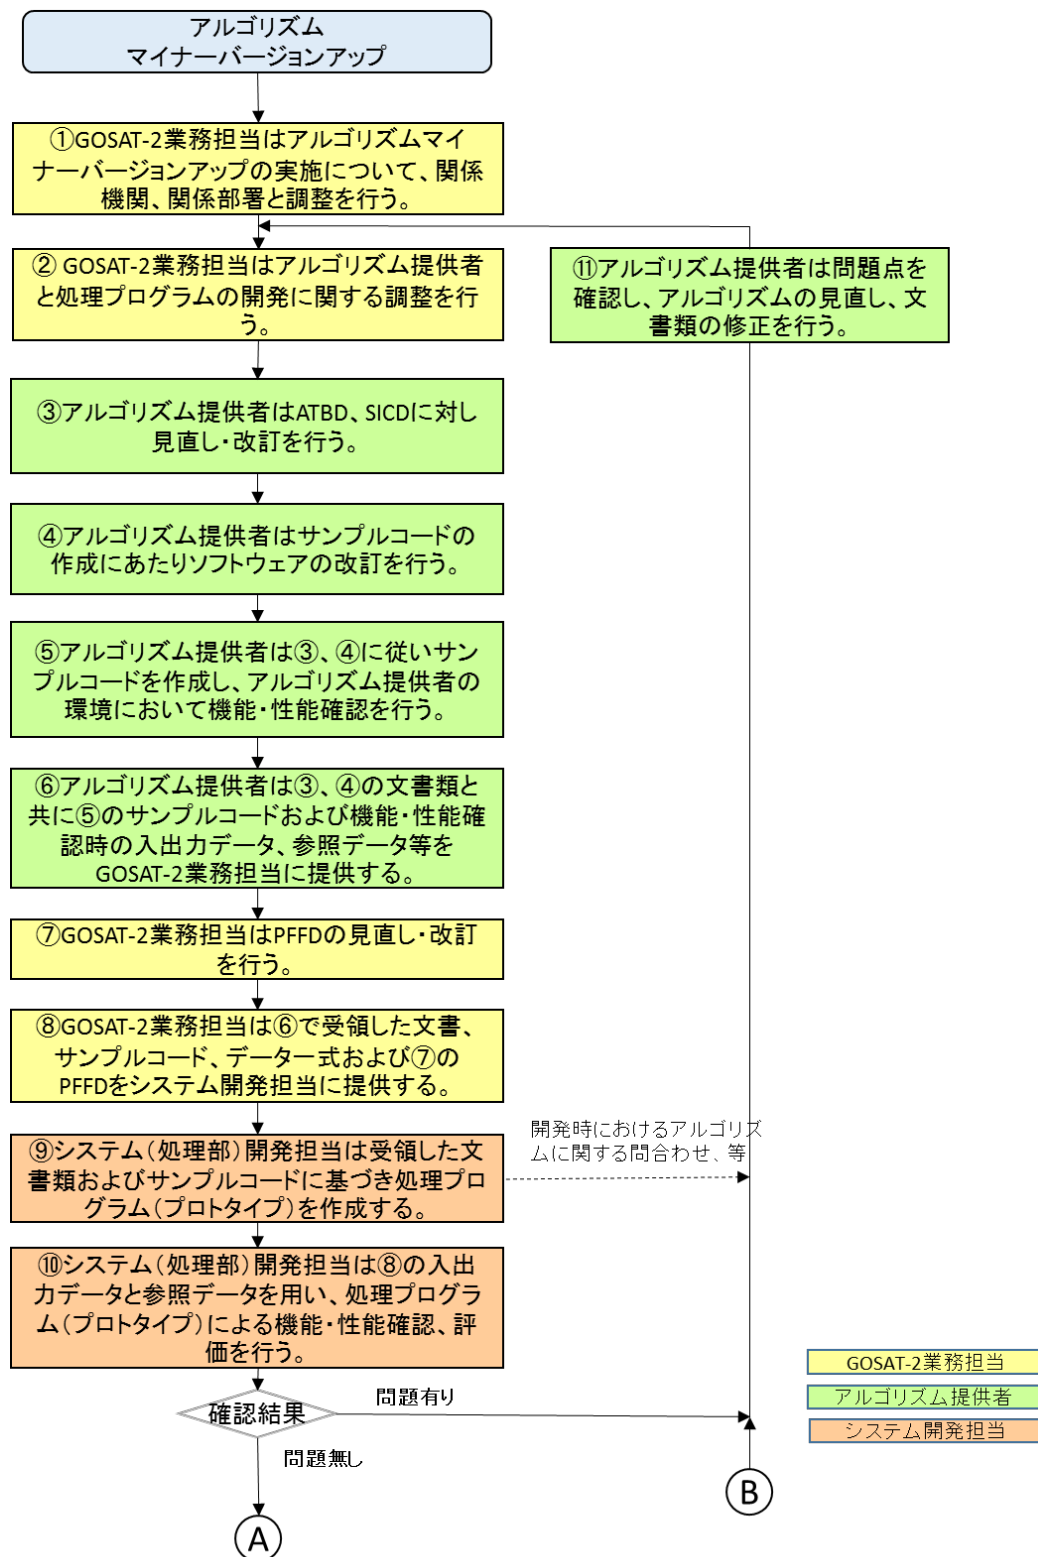 アルゴリズム
マイナーバージョンアップ
①GOSAT-2業務担当はアルゴリズムマイ
ナーバージョンアップの実施について、関係
機関、関係部署と調整を行う。
② GOSAT-2業務担当はアルゴリズム提供者
と処理プログラムの開発に関する調整を行
う。
⑪アルゴリズム提供者は問題点を
確認し、アルゴリズムの見直し、文
書類の修正を行う。
③アルゴリズム提供者はATBD、SICDに対し
見直し・改訂を行う。
④アルゴリズム提供者はサンプルコードの
作成にあたりソフトウェアの改訂を行う。
⑤アルゴリズム提供者は③、④に従いサン
プルコードを作成し、アルゴリズム提供者の
環境において機能・性能確認を行う。
⑥アルゴリズム提供者は③、④の文書類と
共に⑤のサンプルコードおよび機能・性能確
認時の入出力データ、参照データ等を
GOSAT-2業務担当に提供する。
⑦GOSAT-2業務担当はPFFDの見直し・改訂
を行う。
⑧GOSAT-2業務担当は⑥で受領した文書、
サンプルコード、データ一式および⑦の
PFFDをシステム開発担当に提供する。
開発時におけるアルゴリズ
ムに関する問合わせ、等
⑨システム(処理部)開発担当は受領した文
書類およびサンプルコードに基づき処理プロ
グラム(プロトタイプ)を作成する。
⑩システム(処理部)開発担当は⑧の入出
力データと参照データを用い、処理プログラ
ム(プロトタイプ)による機能・性能確認、評
価を行う。
GOSAT-2業務担当
アルゴリズム提供者
システム開発担当
確認結果
問題有り
問題無し
B
A